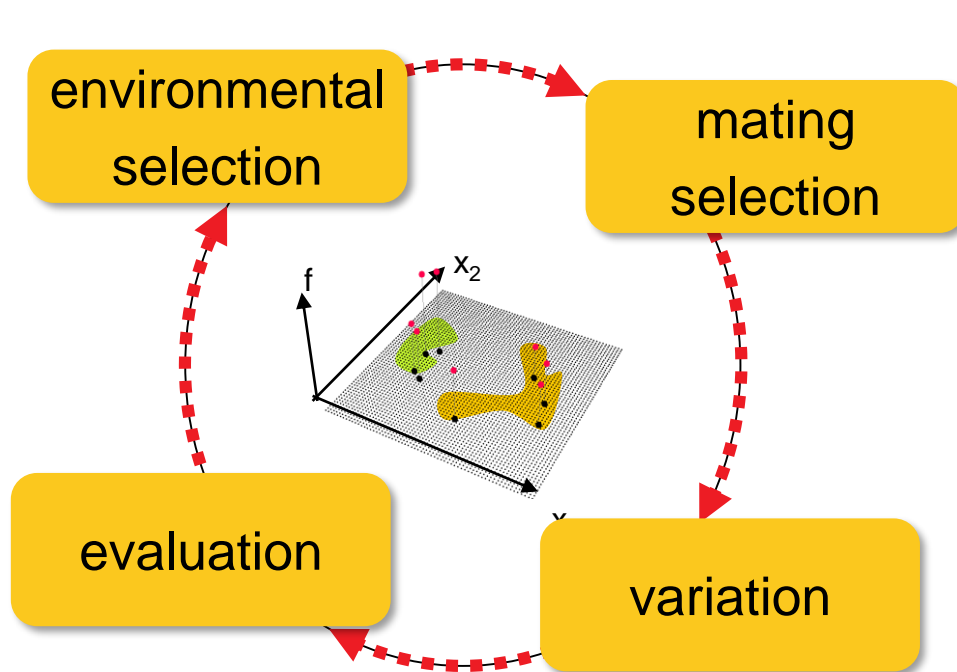 environmental
selection
mating
selection
f
x2
x
evaluation
variation